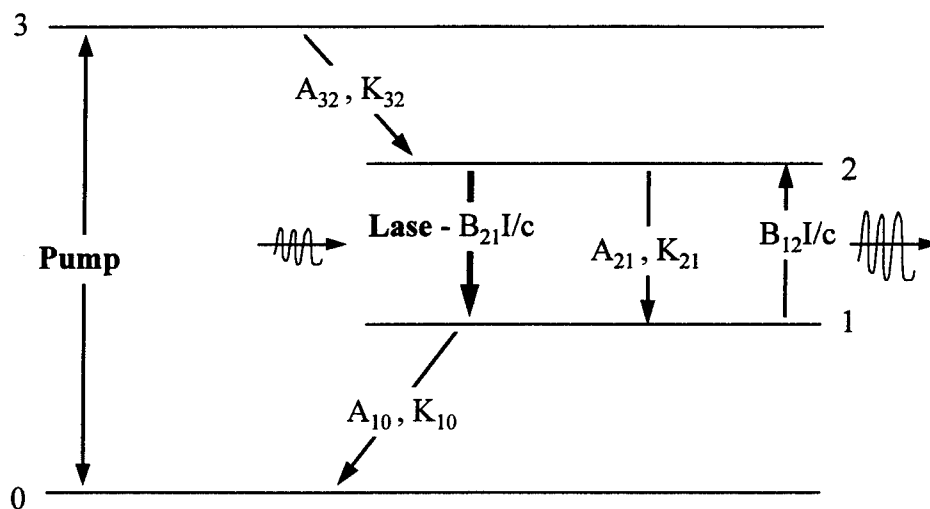 3
A₃₂ , K₃₂
2
Pump
Lase - B₂₁I/c
A₂₁ , K₂₁
B₁₂I/c
1
A₁₀ , K₁₀
0